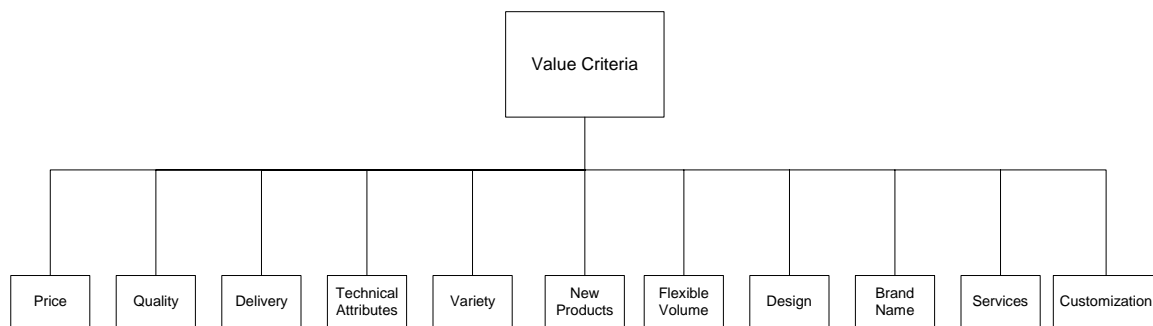 Value Criteria
Price
Quality
Delivery
Technical
Attributes
Variety
New
Products
Flexible
Volume
Design
Brand
Name
Services
Customization